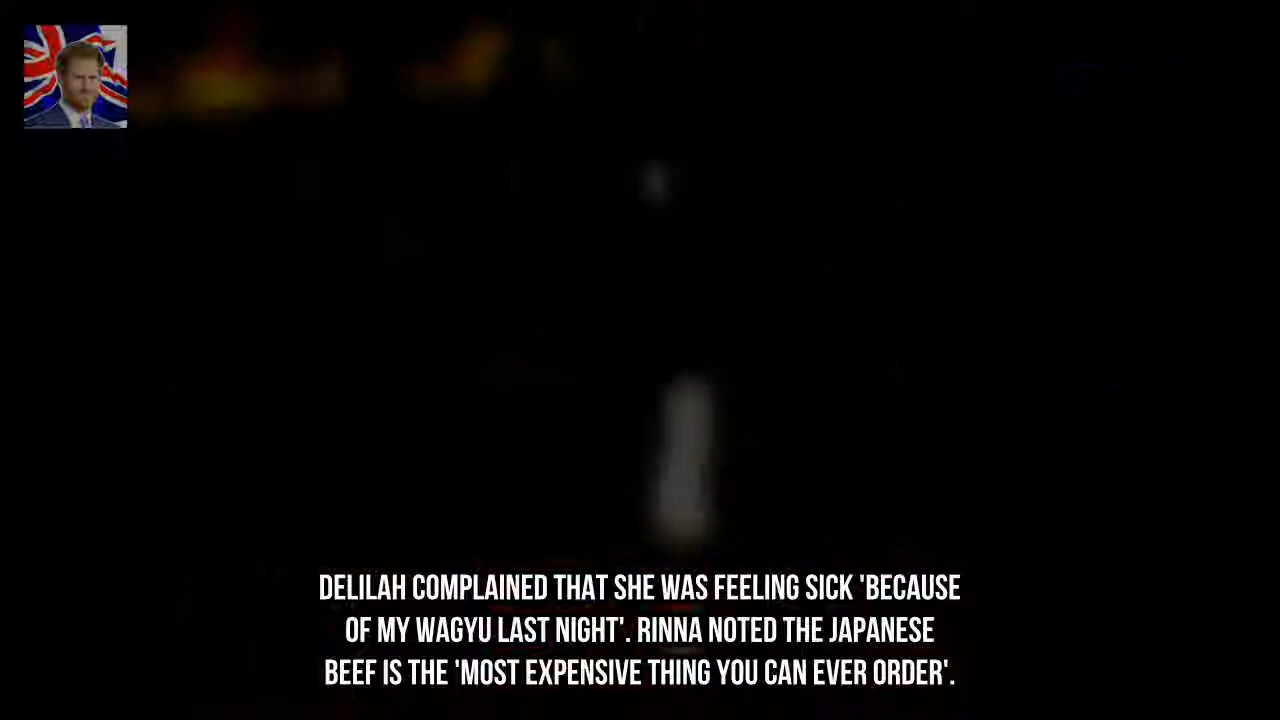 DELILAH COMPLAINED THAT SHE WAS FEELING SICK 'BECAUSE
OF MY WAGYU LAST NIGHT'. RINNA NOTED THE JAPANESE
BEEF IS THE 'MOST EXPENSIVE THING YOU CAN EVER ORDER'.